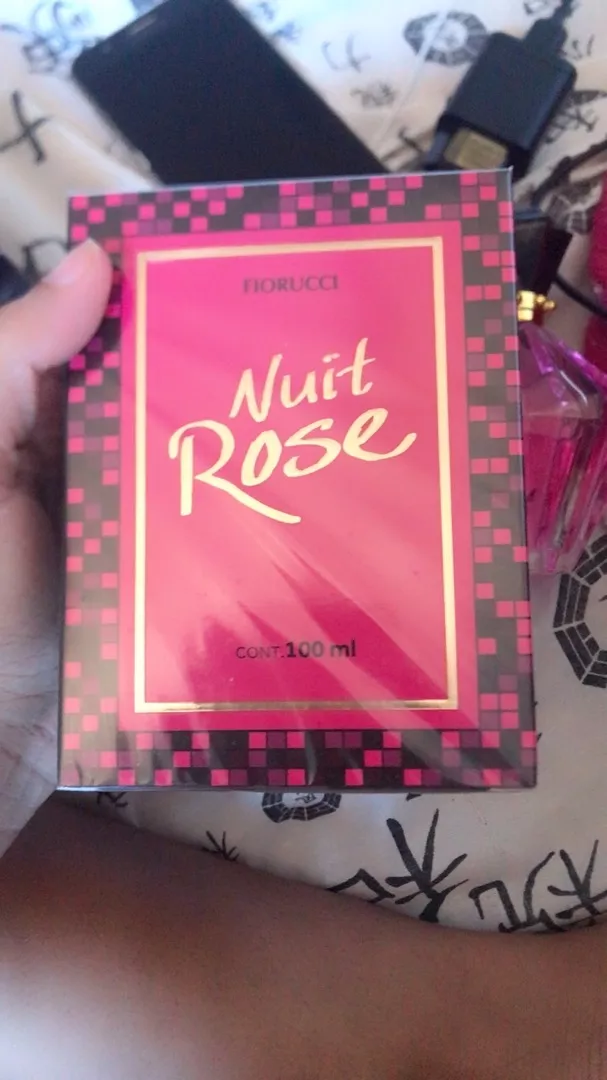 FIORUCCI
Nuit
Rose
CONT.100 ml